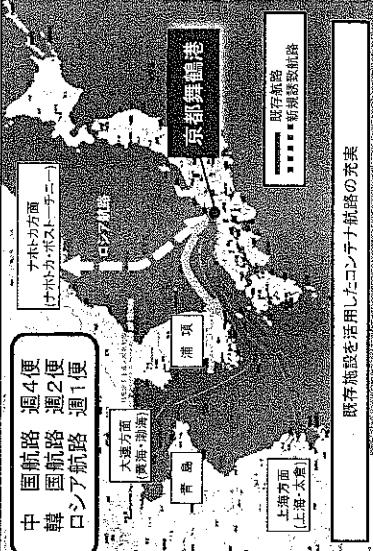 中国航路 週4便
韓国航路 週2便
ロシア航路 週1便
ナホトカ方面
(ナホトカ・ボストーチニー)
ロシア航路
京都舞鶴港
大連方面
(黄海・渤海)
浦項
青島
上海方面
(上海・太倉)
既存航路
新規誘致航路
既存施設を活用したコンテナ航路の充実